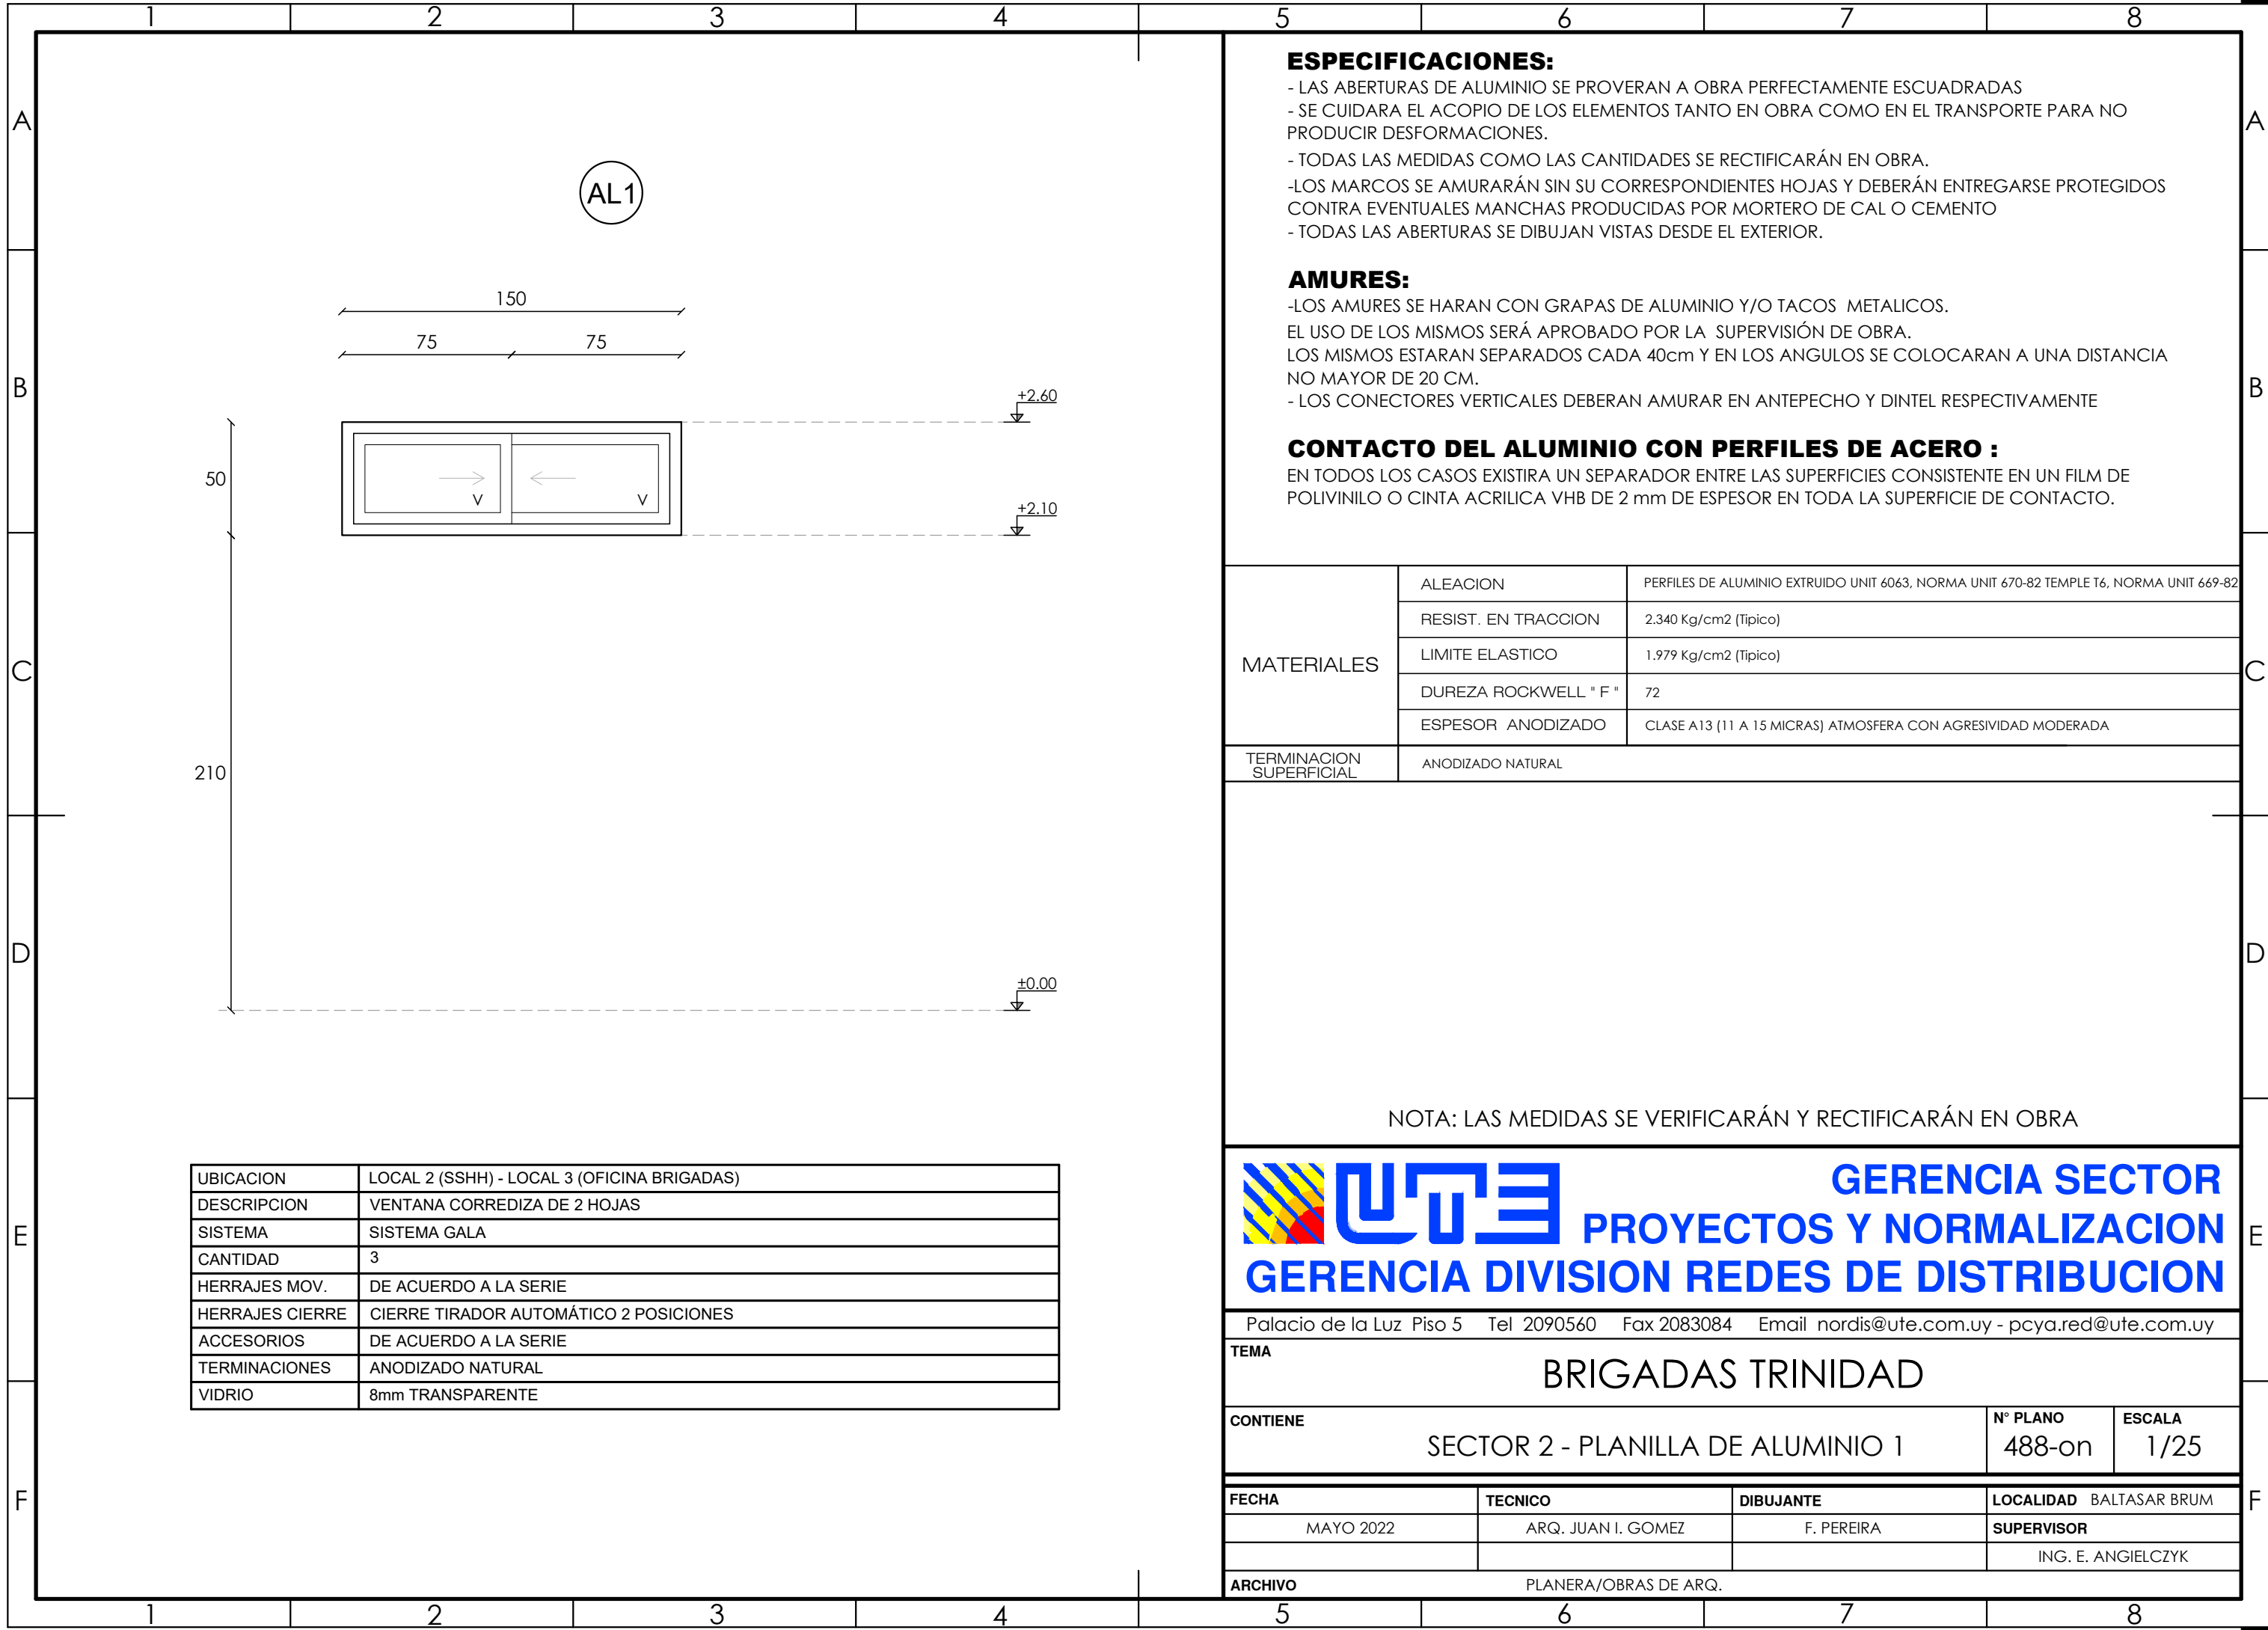 1 2 3 4 5 6 7 8
A A
B B
C C
D D
E E
F F
AL1
150
75 75
50
210
+2.60
+2.10
±0.00
V V
UBICACION LOCAL 2 (SSHH) - LOCAL 3 (OFICINA BRIGADAS)
DESCRIPCION VENTANA CORREDIZA DE 2 HOJAS
SISTEMA SISTEMA GALA
CANTIDAD 3
HERRAJES MOV. DE ACUERDO A LA SERIE
HERRAJES CIERRE CIERRE TIRADOR AUTOMÁTICO 2 POSICIONES
ACCESORIOS DE ACUERDO A LA SERIE
TERMINACIONES ANODIZADO NATURAL
VIDRIO 8mm TRANSPARENTE
ESPECIFICACIONES:
- LAS ABERTURAS DE ALUMINIO SE PROVERAN A OBRA PERFECTAMENTE ESCUADRADAS
- SE CUIDARA EL ACOPIO DE LOS ELEMENTOS TANTO EN OBRA COMO EN EL TRANSPORTE PARA NO
PRODUCIR DESFORMACIONES.
- TODAS LAS MEDIDAS COMO LAS CANTIDADES SE RECTIFICARÁN EN OBRA.
-LOS MARCOS SE AMURARÁN SIN SU CORRESPONDIENTES HOJAS Y DEBERÁN ENTREGARSE PROTEGIDOS
CONTRA EVENTUALES MANCHAS PRODUCIDAS POR MORTERO DE CAL O CEMENTO
- TODAS LAS ABERTURAS SE DIBUJAN VISTAS DESDE EL EXTERIOR.
AMURES:
-LOS AMURES SE HARAN CON GRAPAS DE ALUMINIO Y/O TACOS METALICOS.
EL USO DE LOS MISMOS SERÁ APROBADO POR LA SUPERVISIÓN DE OBRA.
LOS MISMOS ESTARAN SEPARADOS CADA 40cm Y EN LOS ANGULOS SE COLOCARAN A UNA DISTANCIA
NO MAYOR DE 20 CM.
- LOS CONECTORES VERTICALES DEBERAN AMURAR EN ANTEPECHO Y DINTEL RESPECTIVAMENTE
CONTACTO DEL ALUMINIO CON PERFILES DE ACERO :
EN TODOS LOS CASOS EXISTIRA UN SEPARADOR ENTRE LAS SUPERFICIES CONSISTENTE EN UN FILM DE
POLIVINILO O CINTA ACRILICA VHB DE 2 mm DE ESPESOR EN TODA LA SUPERFICIE DE CONTACTO.
MATERIALES
ALEACION PERFILES DE ALUMINIO EXTRUIDO UNIT 6063, NORMA UNIT 670-82 TEMPLE T6, NORMA UNIT 669-82
RESIST. EN TRACCION 2.340 Kg/cm2 (Tipico)
LIMITE ELASTICO 1.979 Kg/cm2 (Tipico)
DUREZA ROCKWELL " F " 72
ESPESOR ANODIZADO CLASE A13 (11 A 15 MICRAS) ATMOSFERA CON AGRESIVIDAD MODERADA
TERMINACION
SUPERFICIAL
ANODIZADO NATURAL
NOTA: LAS MEDIDAS SE VERIFICARÁN Y RECTIFICARÁN EN OBRA
UTE
GERENCIA SECTOR
PROYECTOS Y NORMALIZACION
GERENCIA DIVISION REDES DE DISTRIBUCION
Palacio de la Luz Piso 5 Tel 2090560 Fax 2083084 Email nordis@ute.com.uy - pcya.red@ute.com.uy
TEMA
BRIGADAS TRINIDAD
CONTIENE
SECTOR 2 - PLANILLA DE ALUMINIO 1
N° PLANO
488-on
ESCALA
1/25
FECHA TECNICO DIBUJANTE LOCALIDAD BALTASAR BRUM
MAYO 2022 ARQ. JUAN I. GOMEZ F. PEREIRA SUPERVISOR
ING. E. ANGIELCZYK
ARCHIVO PLANERA/OBRAS DE ARQ.
1 2 3 4 5 6 7 8